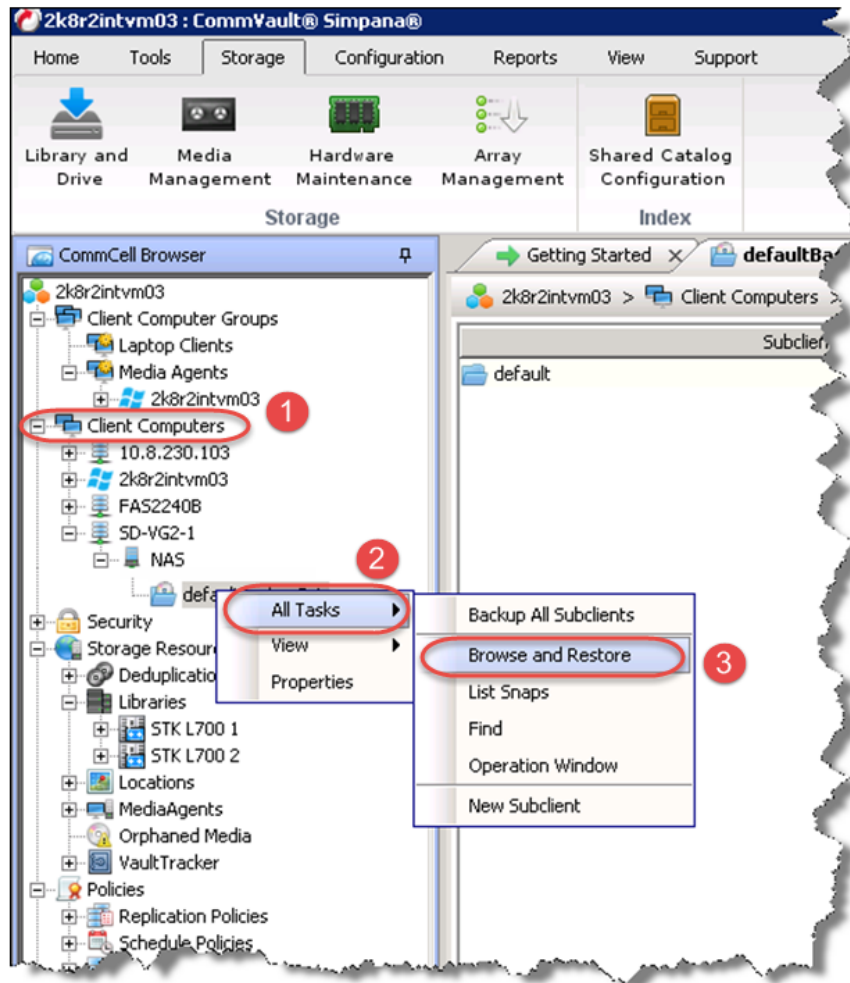 2k8r2intvm03 : CommVault® Simpana®
Home Tools Storage Configuration Reports View Support
Library and Drive
Media Management
Hardware Maintenance
Array Management
Shared Catalog Configuration
Storage Index
CommCell Browser
Getting Started
2k8r2intvm03
2k8r2intvm03 > Client Computers >
Client Computer Groups
Laptop Clients
default
Media Agents
2k8r2intvm03
1
Client Computers
10.8.230.103
2k8r2intvm03
FAS2240B
SD-VG2-1
NAS
2
All Tasks
View
Properties
Backup All Subclients
Browse and Restore
3
List Snaps
Find
Operation Window
New Subclient
Security
Libraries
STK L700 1
STK L700 2
Locations
MediaAgents
Orphaned Media
VaultTracker
Policies
Replication Policies
Schedule Policies